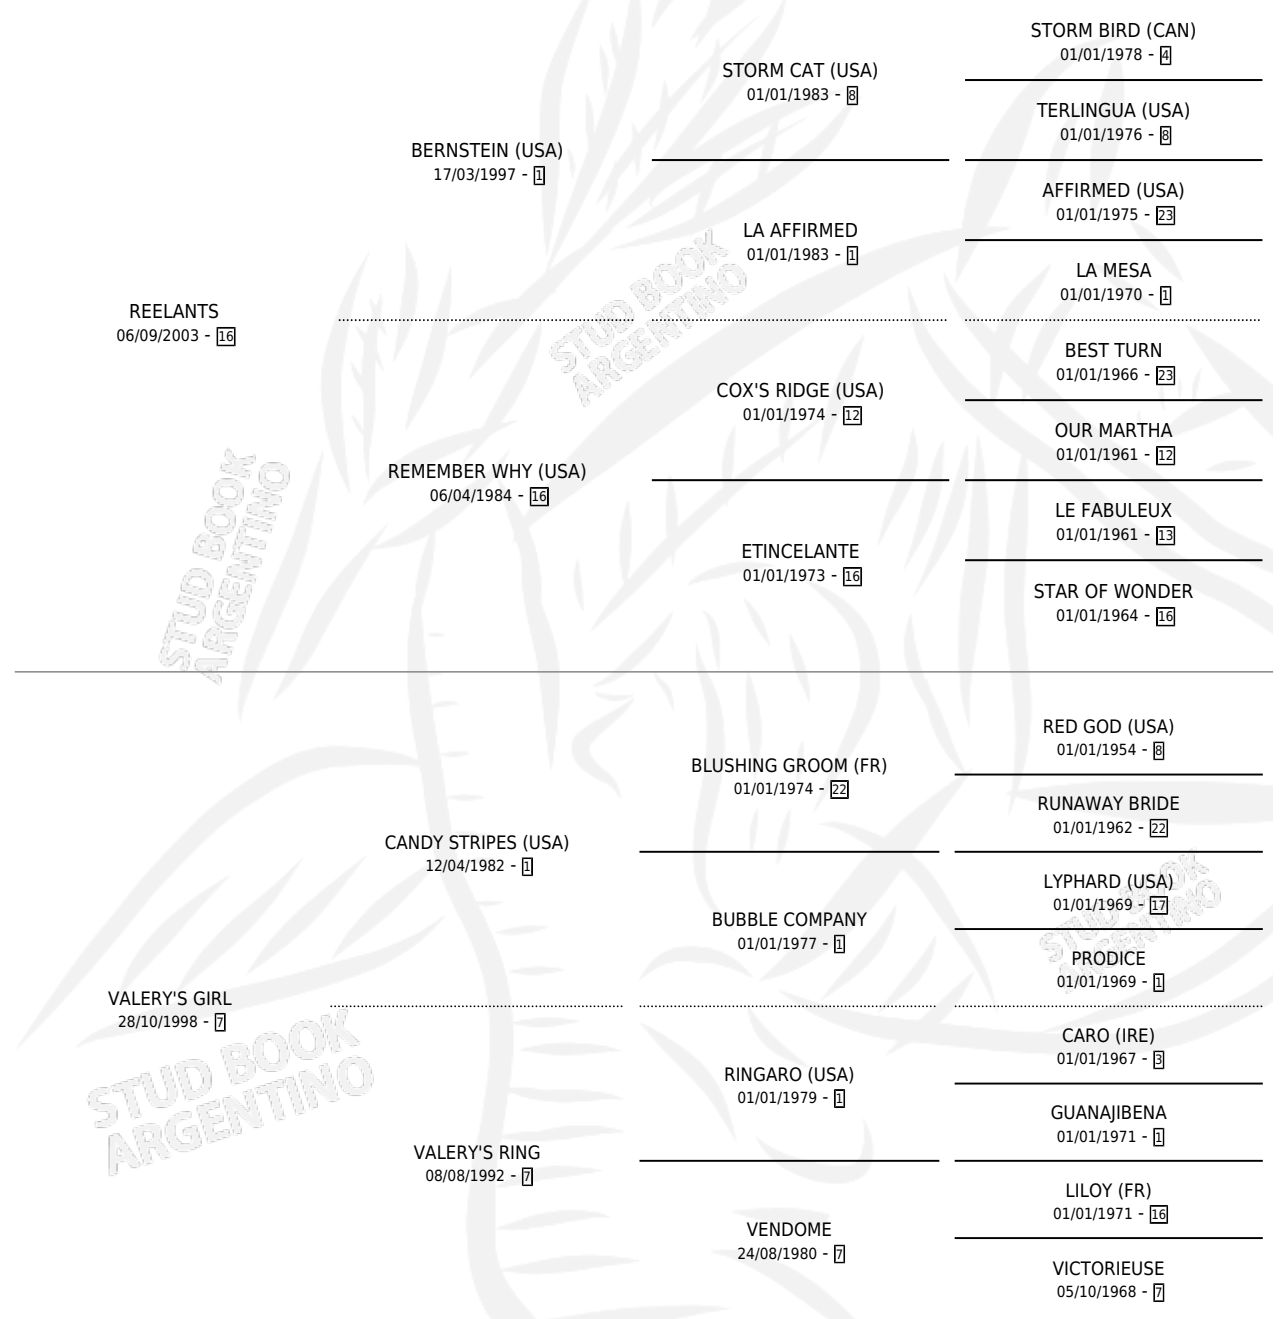 STORM BIRD (CAN)
01/01/1978 - 4
STORM CAT (USA)
01/01/1983 - 8
TERLINGUA (USA)
01/01/1976 - 8
BERNSTEIN (USA)
17/03/1997 - 1
AFFIRMED (USA)
01/01/1975 - 23
LA AFFIRMED
01/01/1983 - 1
LA MESA
01/01/1970 - 1
REELANTS
06/09/2003 - 16
BEST TURN
01/01/1966 - 23
COX'S RIDGE (USA)
01/01/1974 - 12
OUR MARTHA
01/01/1961 - 12
REMEMBER WHY (USA)
06/04/1984 - 16
LE FABULEUX
01/01/1961 - 13
ETINCELANTE
01/01/1973 - 16
STAR OF WONDER
01/01/1964 - 16
RED GOD (USA)
01/01/1954 - 8
BLUSHING GROOM (FR)
01/01/1974 - 22
RUNAWAY BRIDE
01/01/1962 - 22
CANDY STRIPES (USA)
12/04/1982 - 1
LYPHARD (USA)
01/01/1969 - 17
BUBBLE COMPANY
01/01/1977 - 1
PRODICE
01/01/1969 - 1
VALERY'S GIRL
28/10/1998 - 7
CARO (IRE)
01/01/1967 - 3
RINGARO (USA)
01/01/1979 - 1
GUANAJIBENA
01/01/1971 - 1
VALERY'S RING
08/08/1992 - 7
LILOY (FR)
01/01/1971 - 16
VENDOME
24/08/1980 - 7
VICTORIEUSE
05/10/1968 - 7
STUD BOOK
ARGENTINO
STUD BOOK
ARGENTINO
STUD BOOK
ARGENTINO
STUD BOOK
ARGENTINO